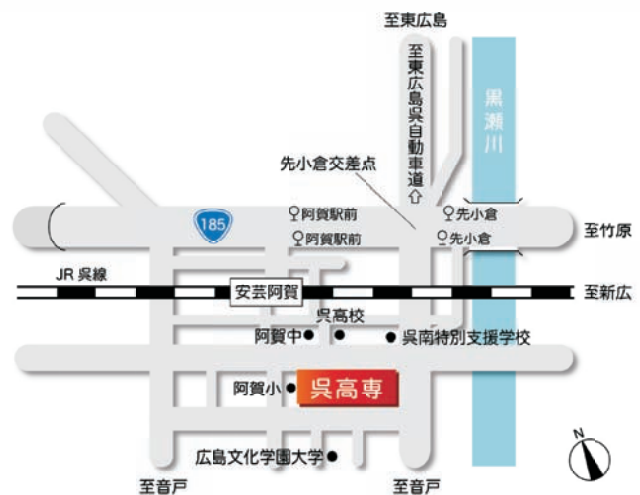 至東広島
至東広島呉自動車道
黒瀬川
先小倉交差点
185
阿賀駅前
先小倉
阿賀駅前
先小倉
至竹原
JR 呉線
安芸阿賀
至新広
呉高校
阿賀中
呉南特別支援学校
阿賀小
呉高専
広島文化学園大学
N
至音戸
至音戸